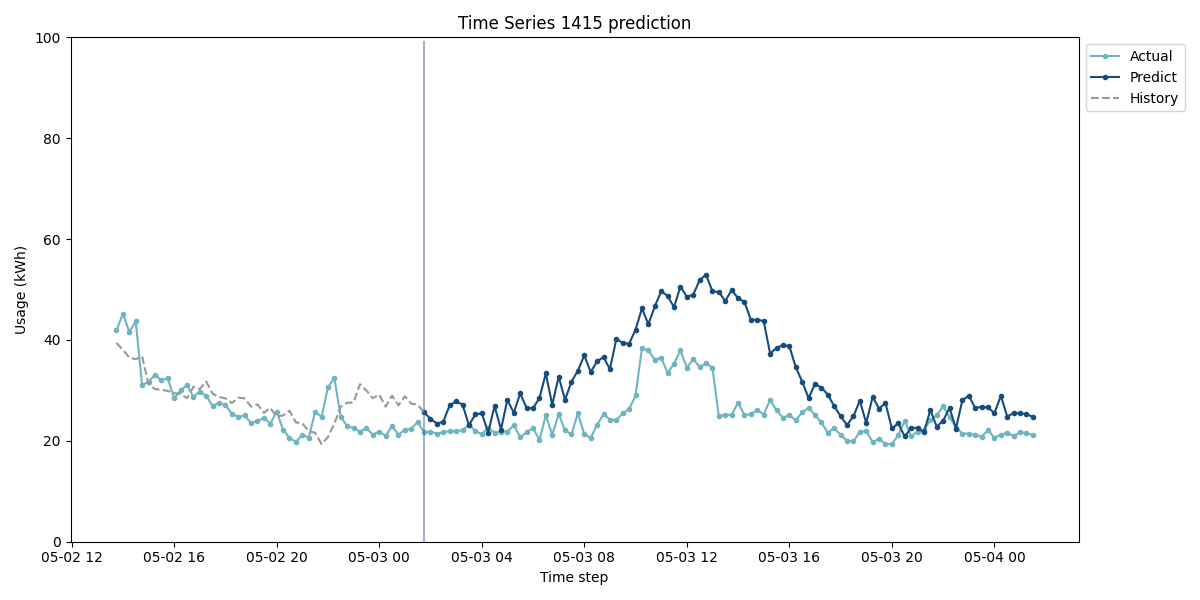 Time Series 1415 prediction
100
80
60
40
20
0
Usage (kWh)
05-02 12
05-02 16
05-02 20
05-03 00
05-03 04
05-03 08
05-03 12
05-03 16
05-03 20
05-04 00
Time step
Actual
Predict
History